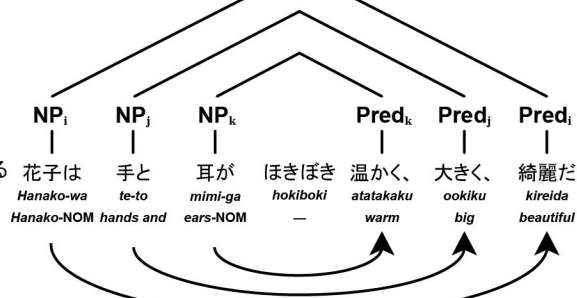 NPi NPj NPk Predk Predj Predi
る 花子は 手と 耳が ほきぼき 温かく、 大きく、 綺麗だ
Hanako-wa te-to mimi-ga hokiboki atatakaku ookiku kireida
Hanako-NOM hands and ears-NOM — warm big beautiful